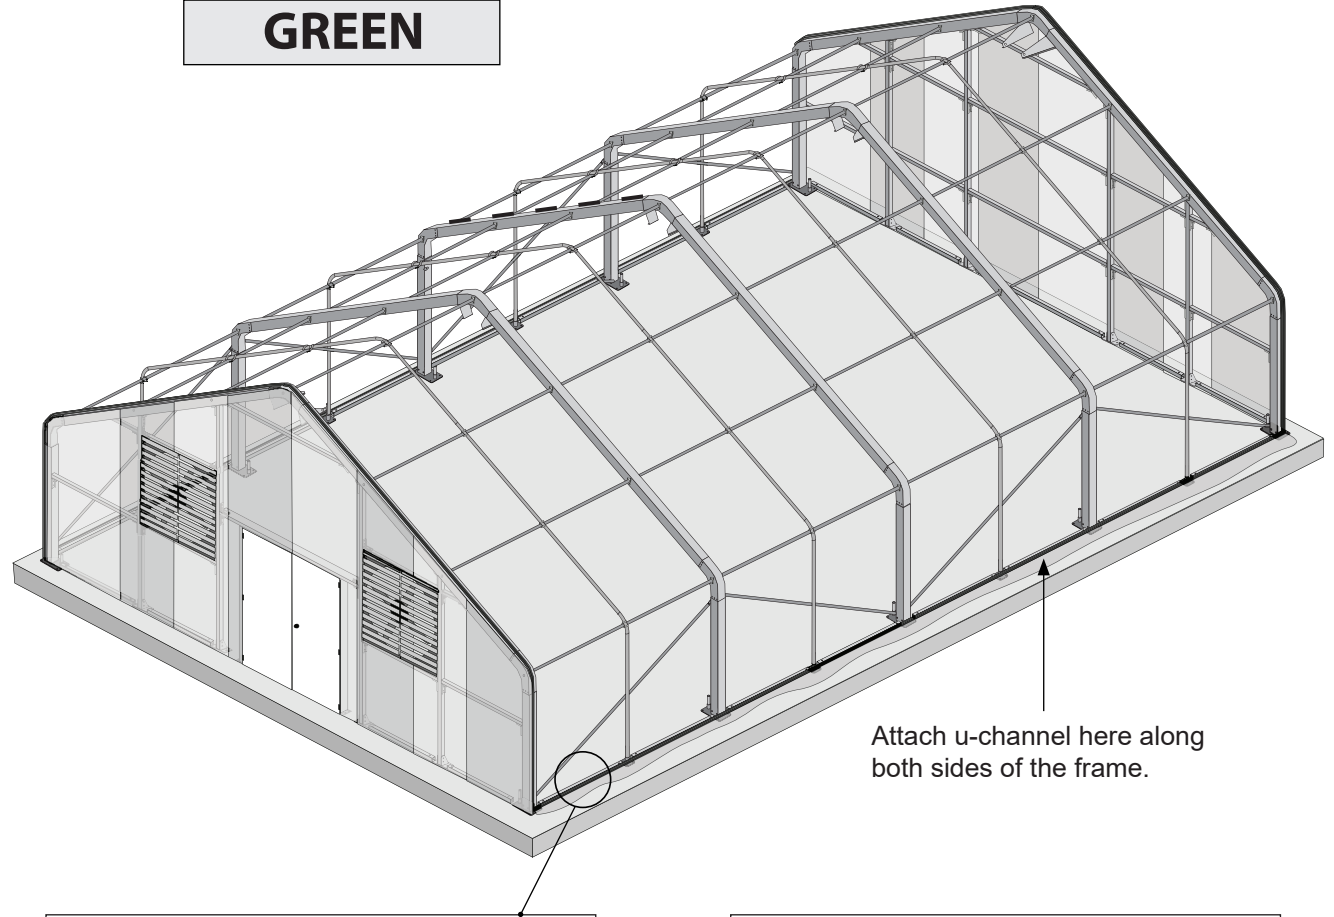 GREEN
Attach u-channel here along
both sides of the frame.